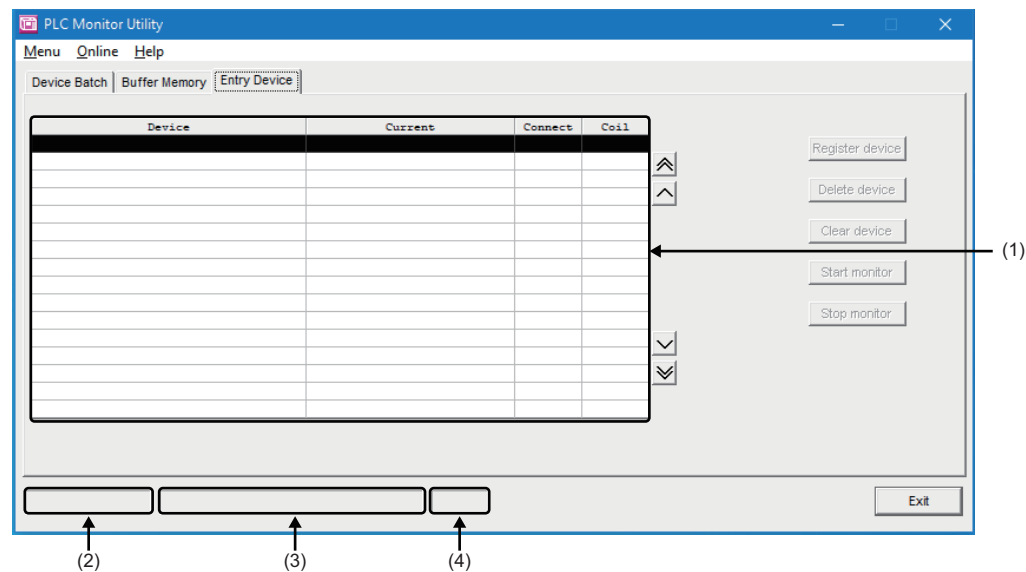 PLC Monitor Utility
Menu Online Help
Device Batch Buffer Memory Entry Device
Device Current Connect Coil
Register device
Delete device
Clear device
(1)
Start monitor
Stop monitor
Exit
(2) (3) (4)